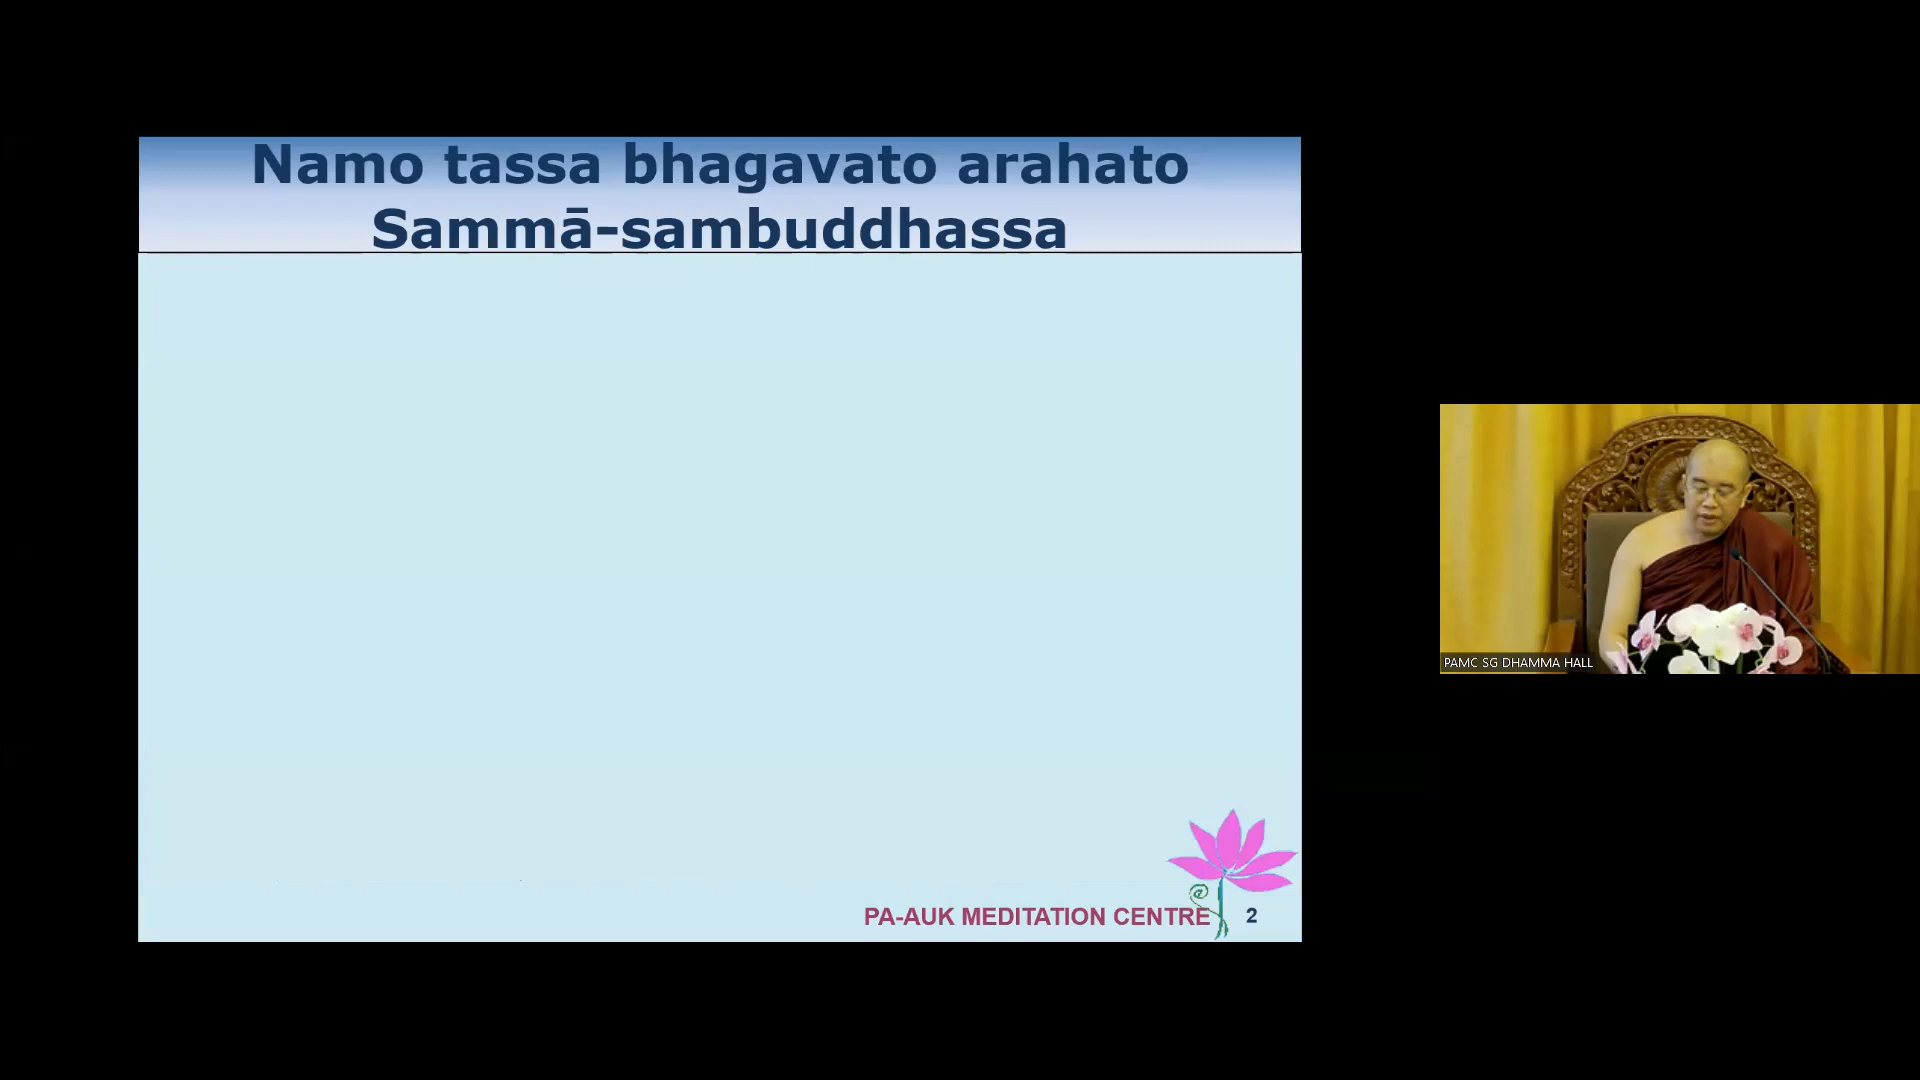 Namo tassa bhagavato arahato
Sammā-sambuddhassa
PA-AUK MEDITATION CENTRE
2
PAMC SG DHAMMA HALL